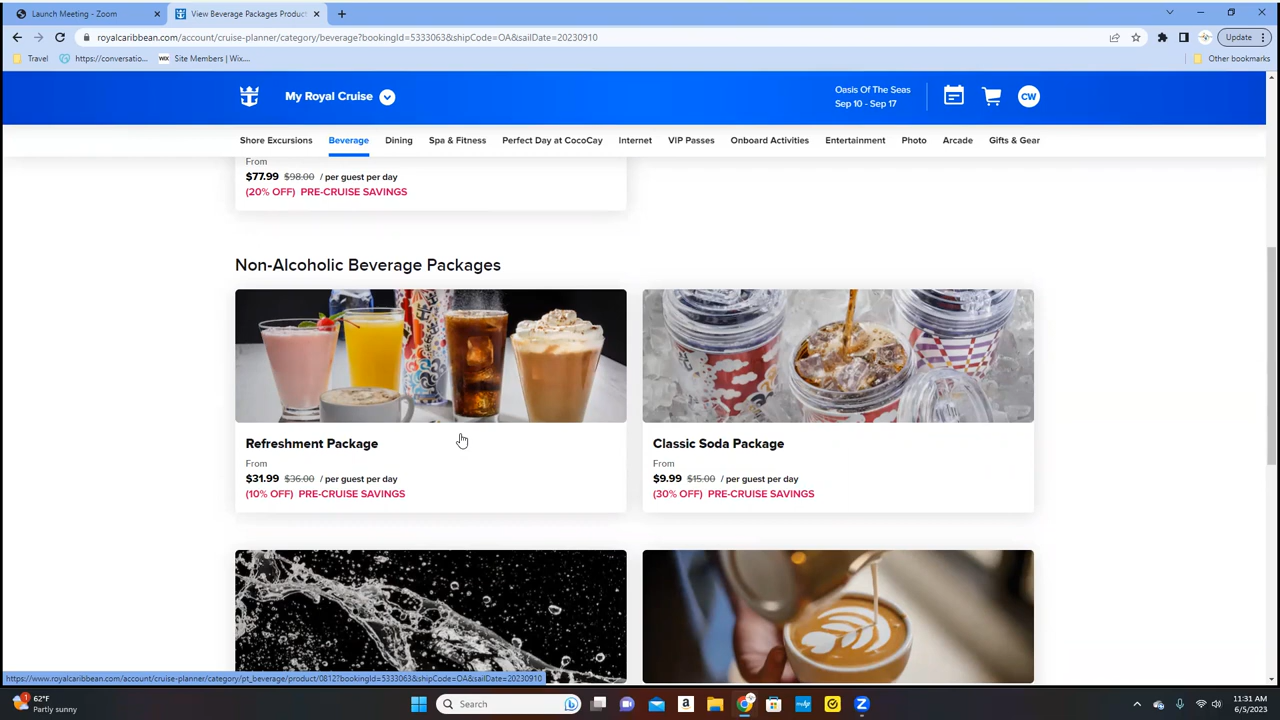 Launch Meeting - Zoom
View Beverage Packages Product
royalcaribbean.com/account/cruise-planner/category/beverage?bookingId=5333063&shipCode=OA&sailDate=20230910
Update
Travel
https://conversatio...
WIX
Site Members | Wix....
Other bookmarks
My Royal Cruise
Oasis Of The Seas
Sep 10 - Sep 17
CW
Shore Excursions Beverage Dining Spa & Fitness Perfect Day at CocoCay Internet VIP Passes Onboard Activities Entertainment Photo Arcade Gifts & Gear
From
$77.99 $98.00 / per guest per day
(20% OFF) PRE-CRUISE SAVINGS
Non-Alcoholic Beverage Packages
Refreshment Package
From
$31.99 $36.00 / per guest per day
(10% OFF) PRE-CRUISE SAVINGS
Classic Soda Package
From
$9.99 $15.00 / per guest per day
(30% OFF) PRE-CRUISE SAVINGS
https://www.royalcaribbean.com/account/cruise-planner/category/pt_beverage/product/0812?bookingId=5333063&shipCode=OA&sailDate=20230910
62°F
Partly sunny
Search
11:31 AM
6/5/2023